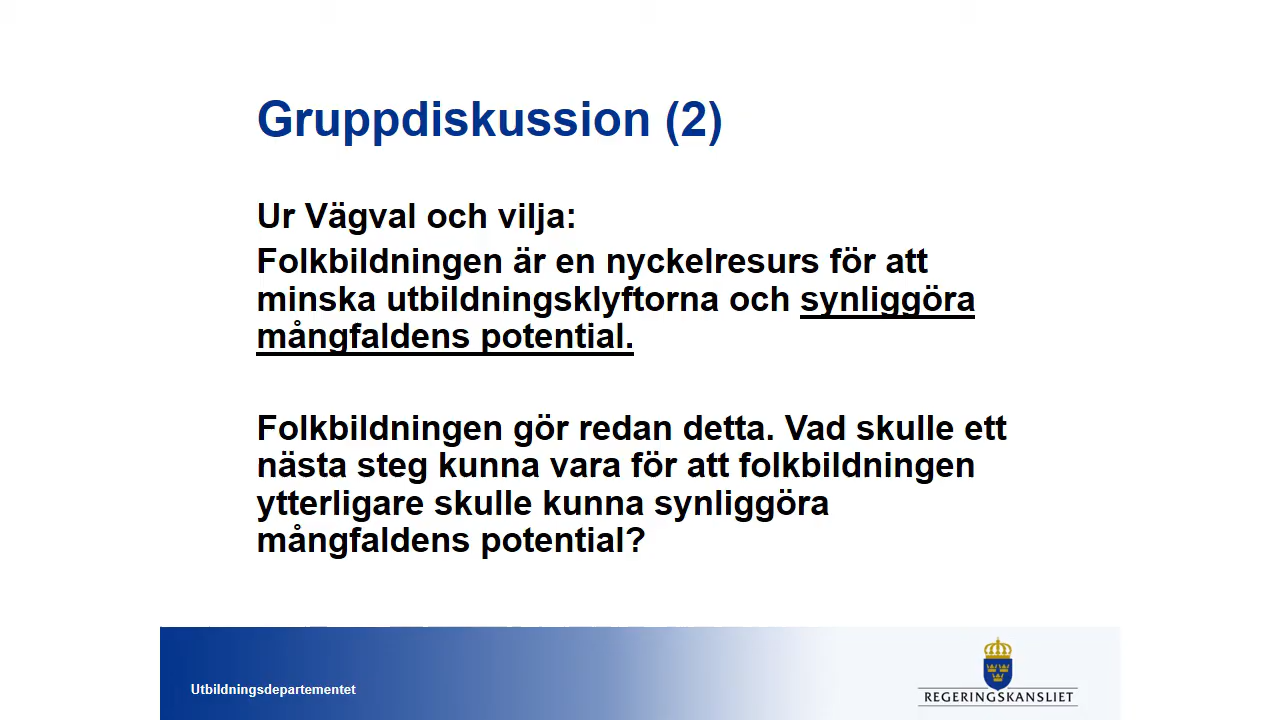 Gruppdiskussion (2)
Ur Vägval och vilja:
Folkbildningen är en nyckelresurs för att
minska utbildningsklyftorna och synliggöra
mångfaldens potential.
Folkbildningen gör redan detta. Vad skulle ett
nästa steg kunna vara för att folkbildningen
ytterligare skulle kunna synliggöra
mångfaldens potential?
Utbildningsdepartementet
REGERINGSKANSLIET